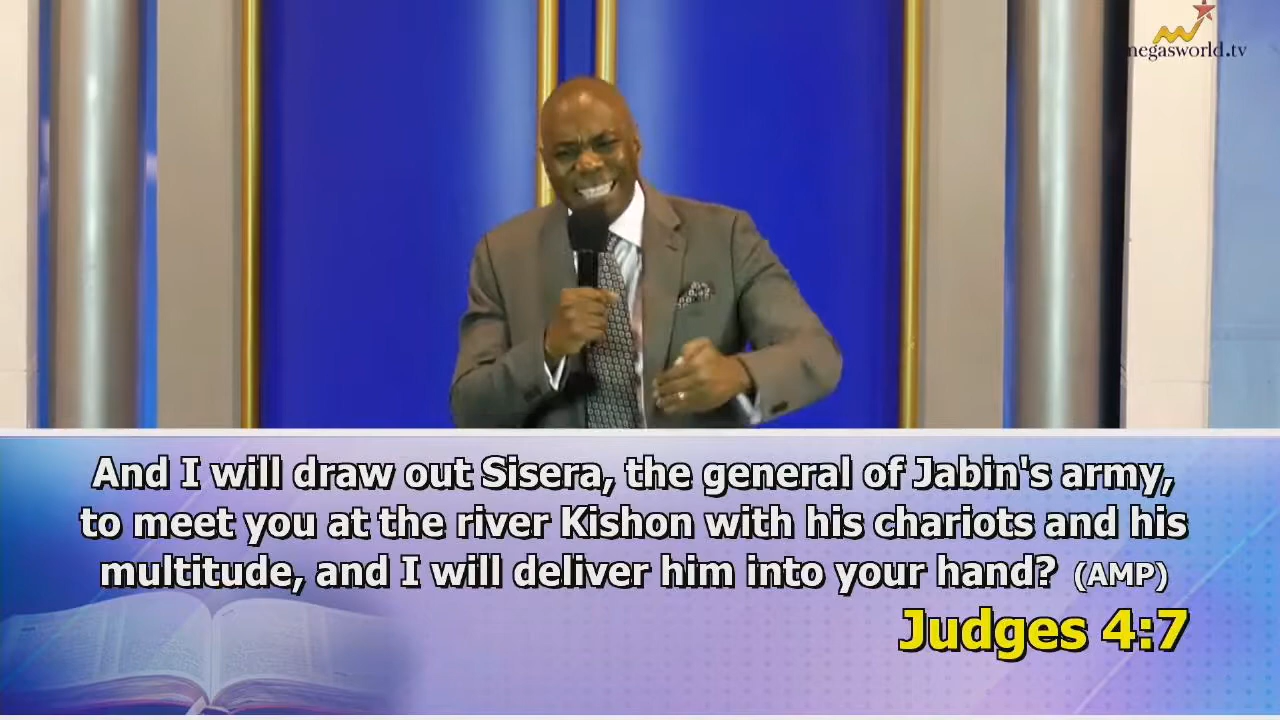 megasworld.tv
And I will draw out Sisera, the general of Jabin's army,
to meet you at the river Kishon with his chariots and his
multitude, and I will deliver him into your hand? (AMP)
Judges 4:7